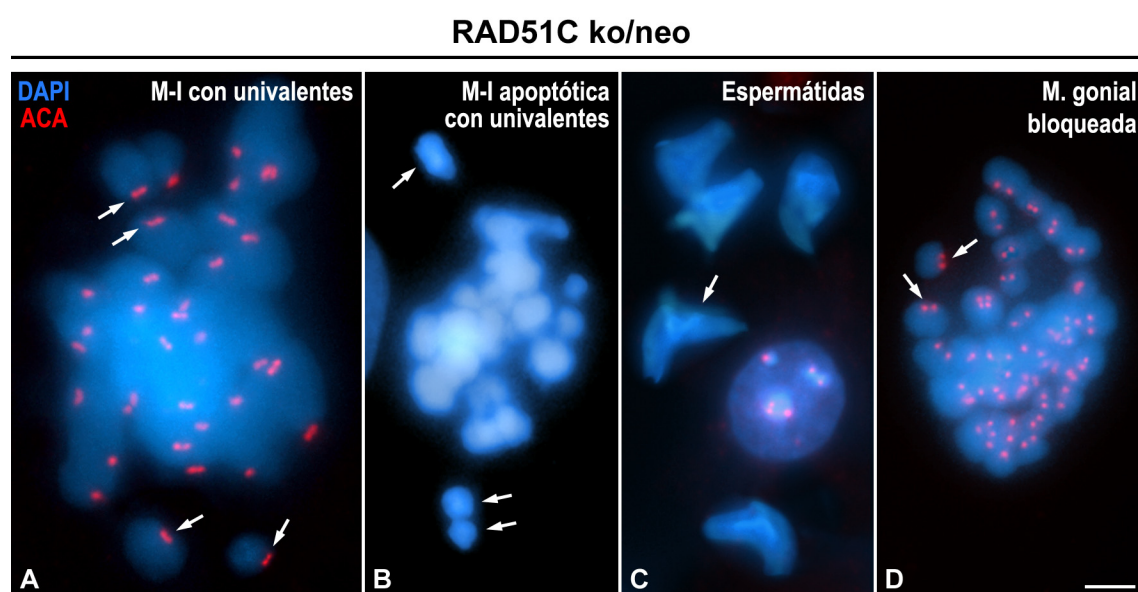 RAD51C ko/neo
DAPI
ACA
M-I con univalentes
M-I apoptótica
con univalentes
Espermátidas
M. gonial
bloqueada
A
B
C
D